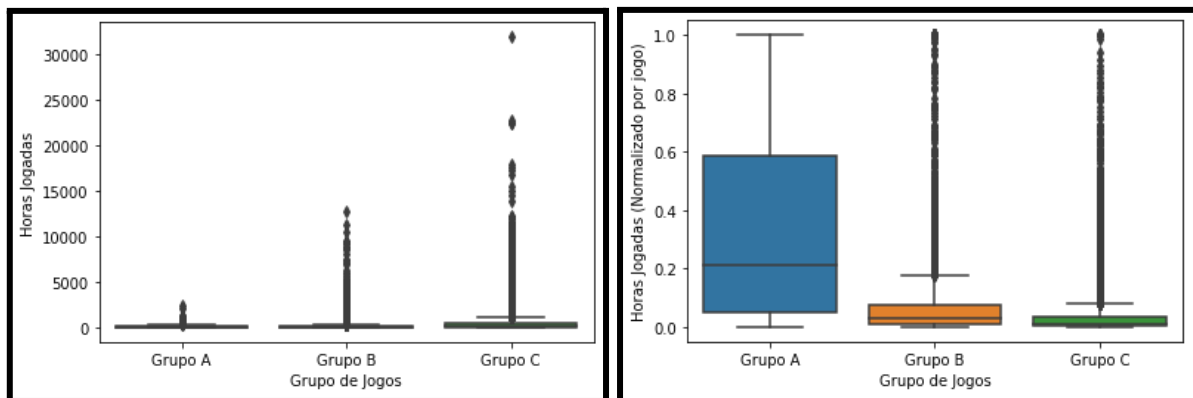 Horas Jogadas
30000
25000
20000
15000
10000
5000
0
Grupo A
Grupo B
Grupo C
Grupo de Jogos
Horas Jogadas (Normalizado por jogo)
1.0
0.8
0.6
0.4
0.2
0.0
Grupo A
Grupo B
Grupo C
Grupo de Jogos